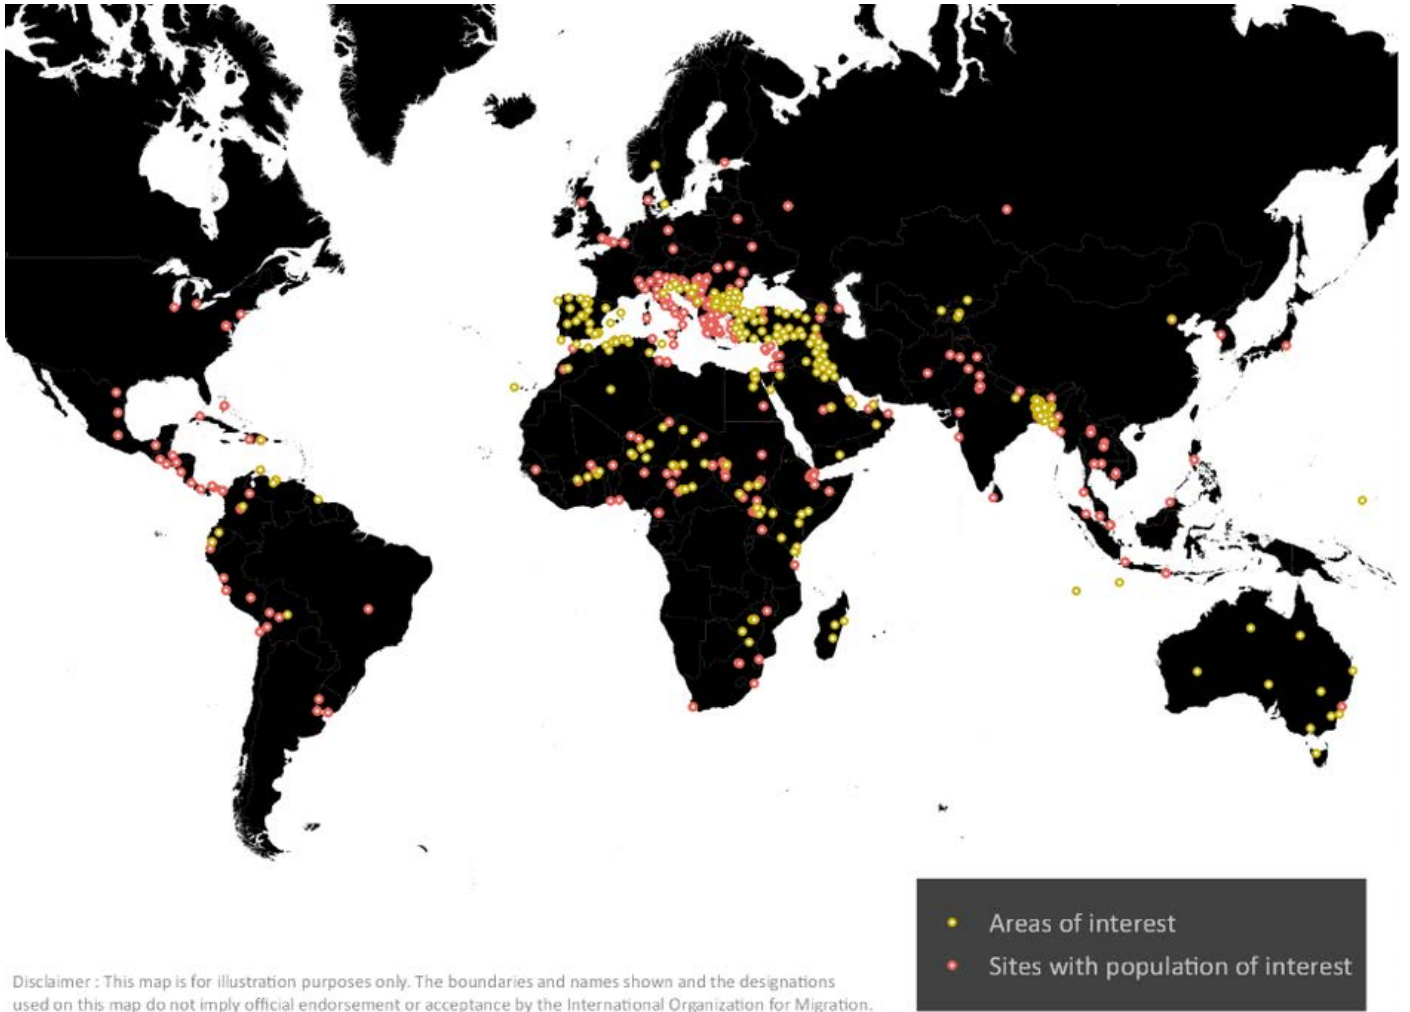 Areas of interest
Sites with population of interest
Disclaimer : This map is for illustration purposes only. The boundaries and names shown and the designations
used on this map do not imply official endorsement or acceptance by the International Organization for Migration.